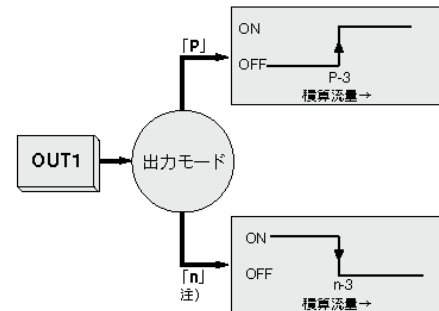 「P」
ON
OFF
P-3
積算流量→
OUT1
出力モード
「n」
注)
ON
OFF
n-3
積算流量→